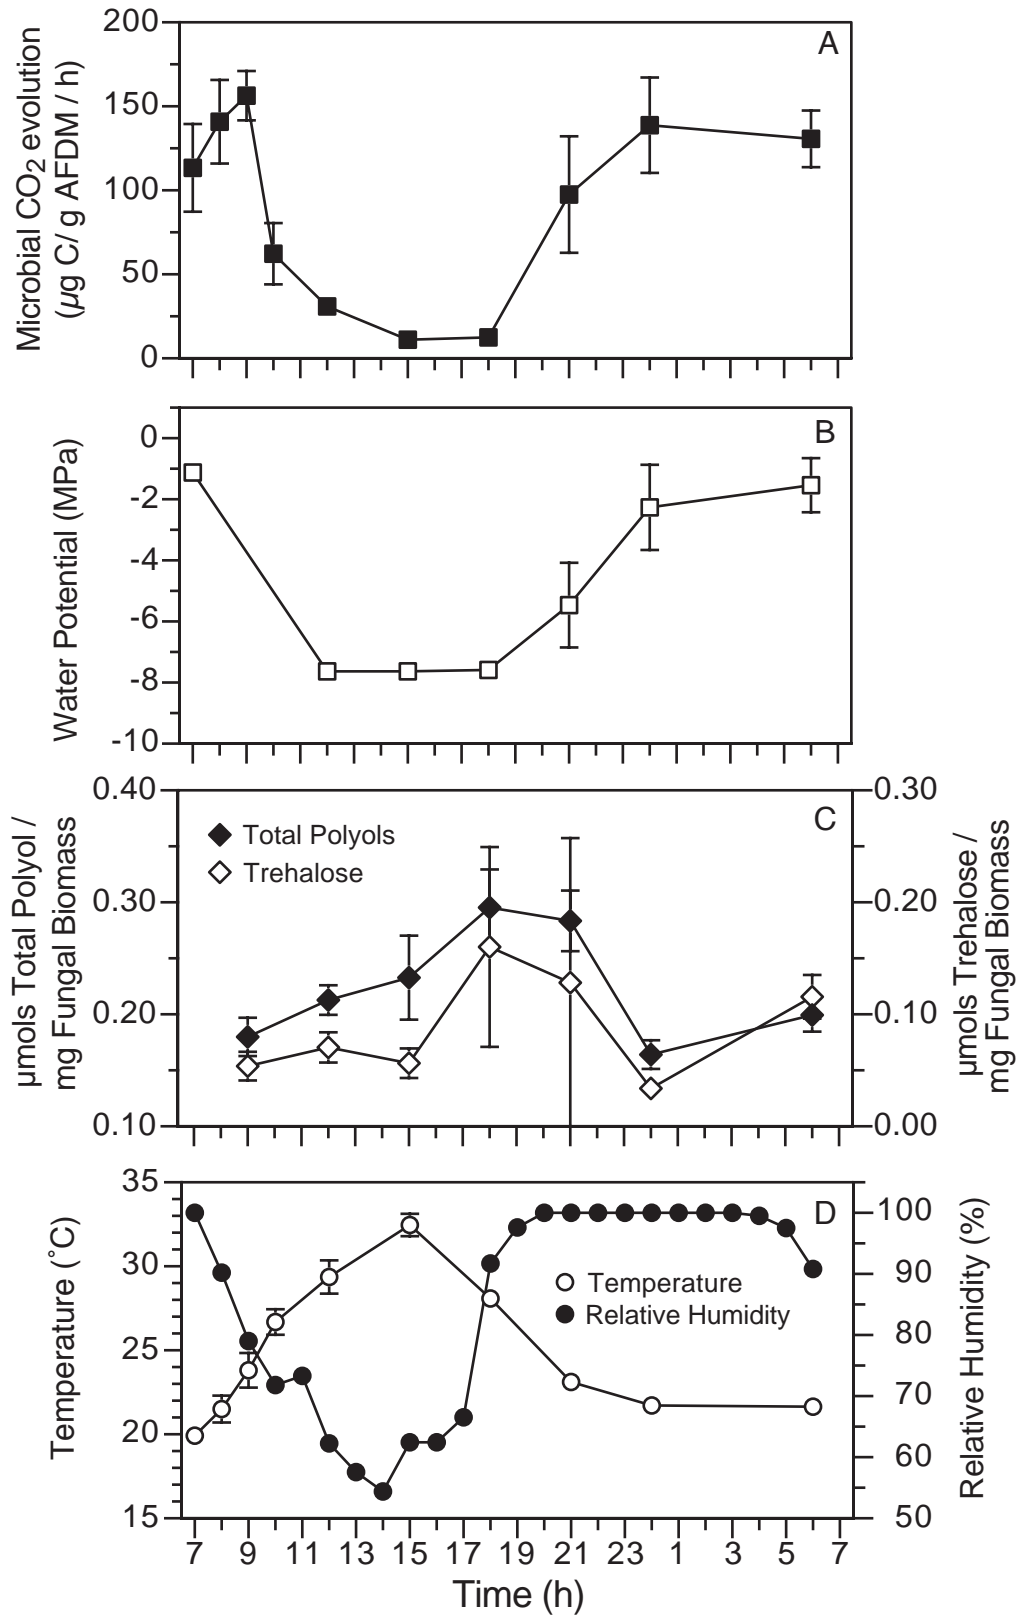 Microbial CO2 evolution
(µg C/ g AFDM / h)
200
150
100
50
0
A
Water Potential (MPa)
0
-2
-4
-6
-8
-10
B
µmols Total Polyol /
mg Fungal Biomass
0.40
0.30
0.20
0.10
Total Polyols
Trehalose
C
0.30
0.20
0.10
0.00
µmols Trehalose /
mg Fungal Biomass
Temperature (˚C)
35
30
25
20
15
D
Temperature
Relative Humidity
100
90
80
70
60
50
Relative Humidity (%)
7 9 11 13 15 17 19 21 23 1 3 5 7
Time (h)